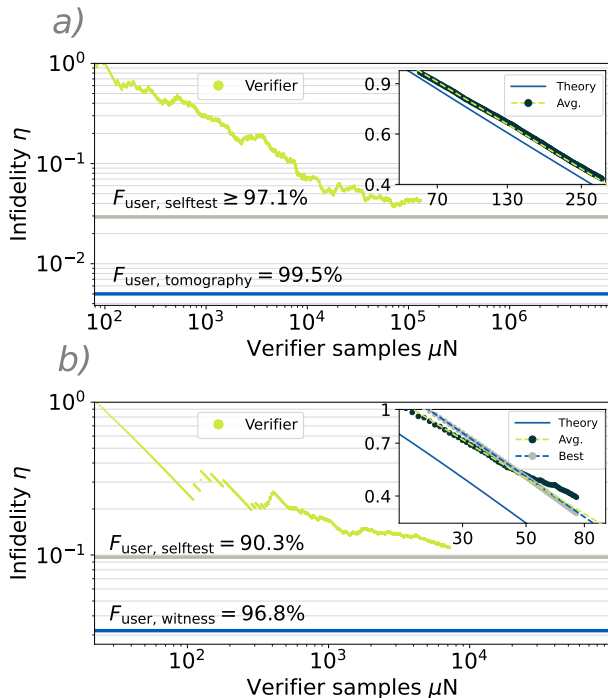 a)
10^0
10^-1
10^-2
Infidelity η
Verifier
F_user, selftest ≥ 97.1%
F_user, tomography = 99.5%
0.9
0.6
0.4
Theory
Avg.
70 130 250
10^2 10^3 10^4 10^5 10^6
Verifier samples μN
b)
10^0
10^-1
Infidelity η
Verifier
F_user, selftest = 90.3%
F_user, witness = 96.8%
1
0.7
0.4
Theory
Avg.
Best
30 50 80
10^2 10^3 10^4
Verifier samples μN